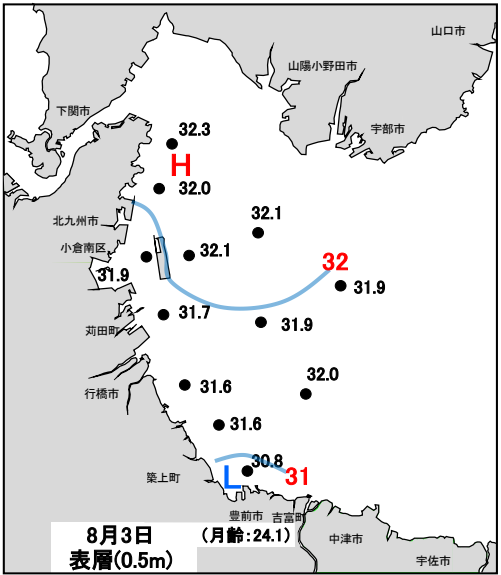 山口市
山陽小野田市
下関市
宇部市
32.3
H
32.0
北九州市
32.1
小倉南区
32.1
32
31.9
31.9
31.7
31.9
苅田町
31.6
32.0
行橋市
31.6
30.8
築上町
L
31
豊前市
吉富町
8月3日
(月齢:24.1)
表層(0.5m)
中津市
宇佐市